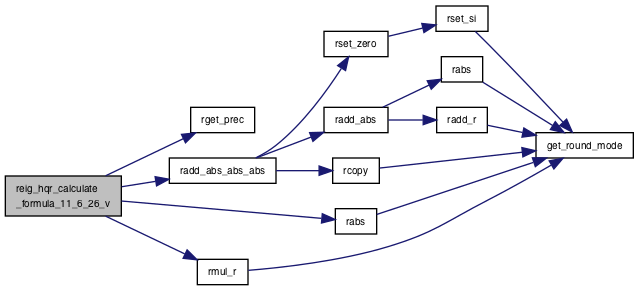 reig_hqr_calculate
_formula_11_6_26_v
rget_prec
radd_abs_abs_abs
rabs
rmul_r
rset_zero
radd_abs
rcopy
rset_si
rabs
radd_r
get_round_mode